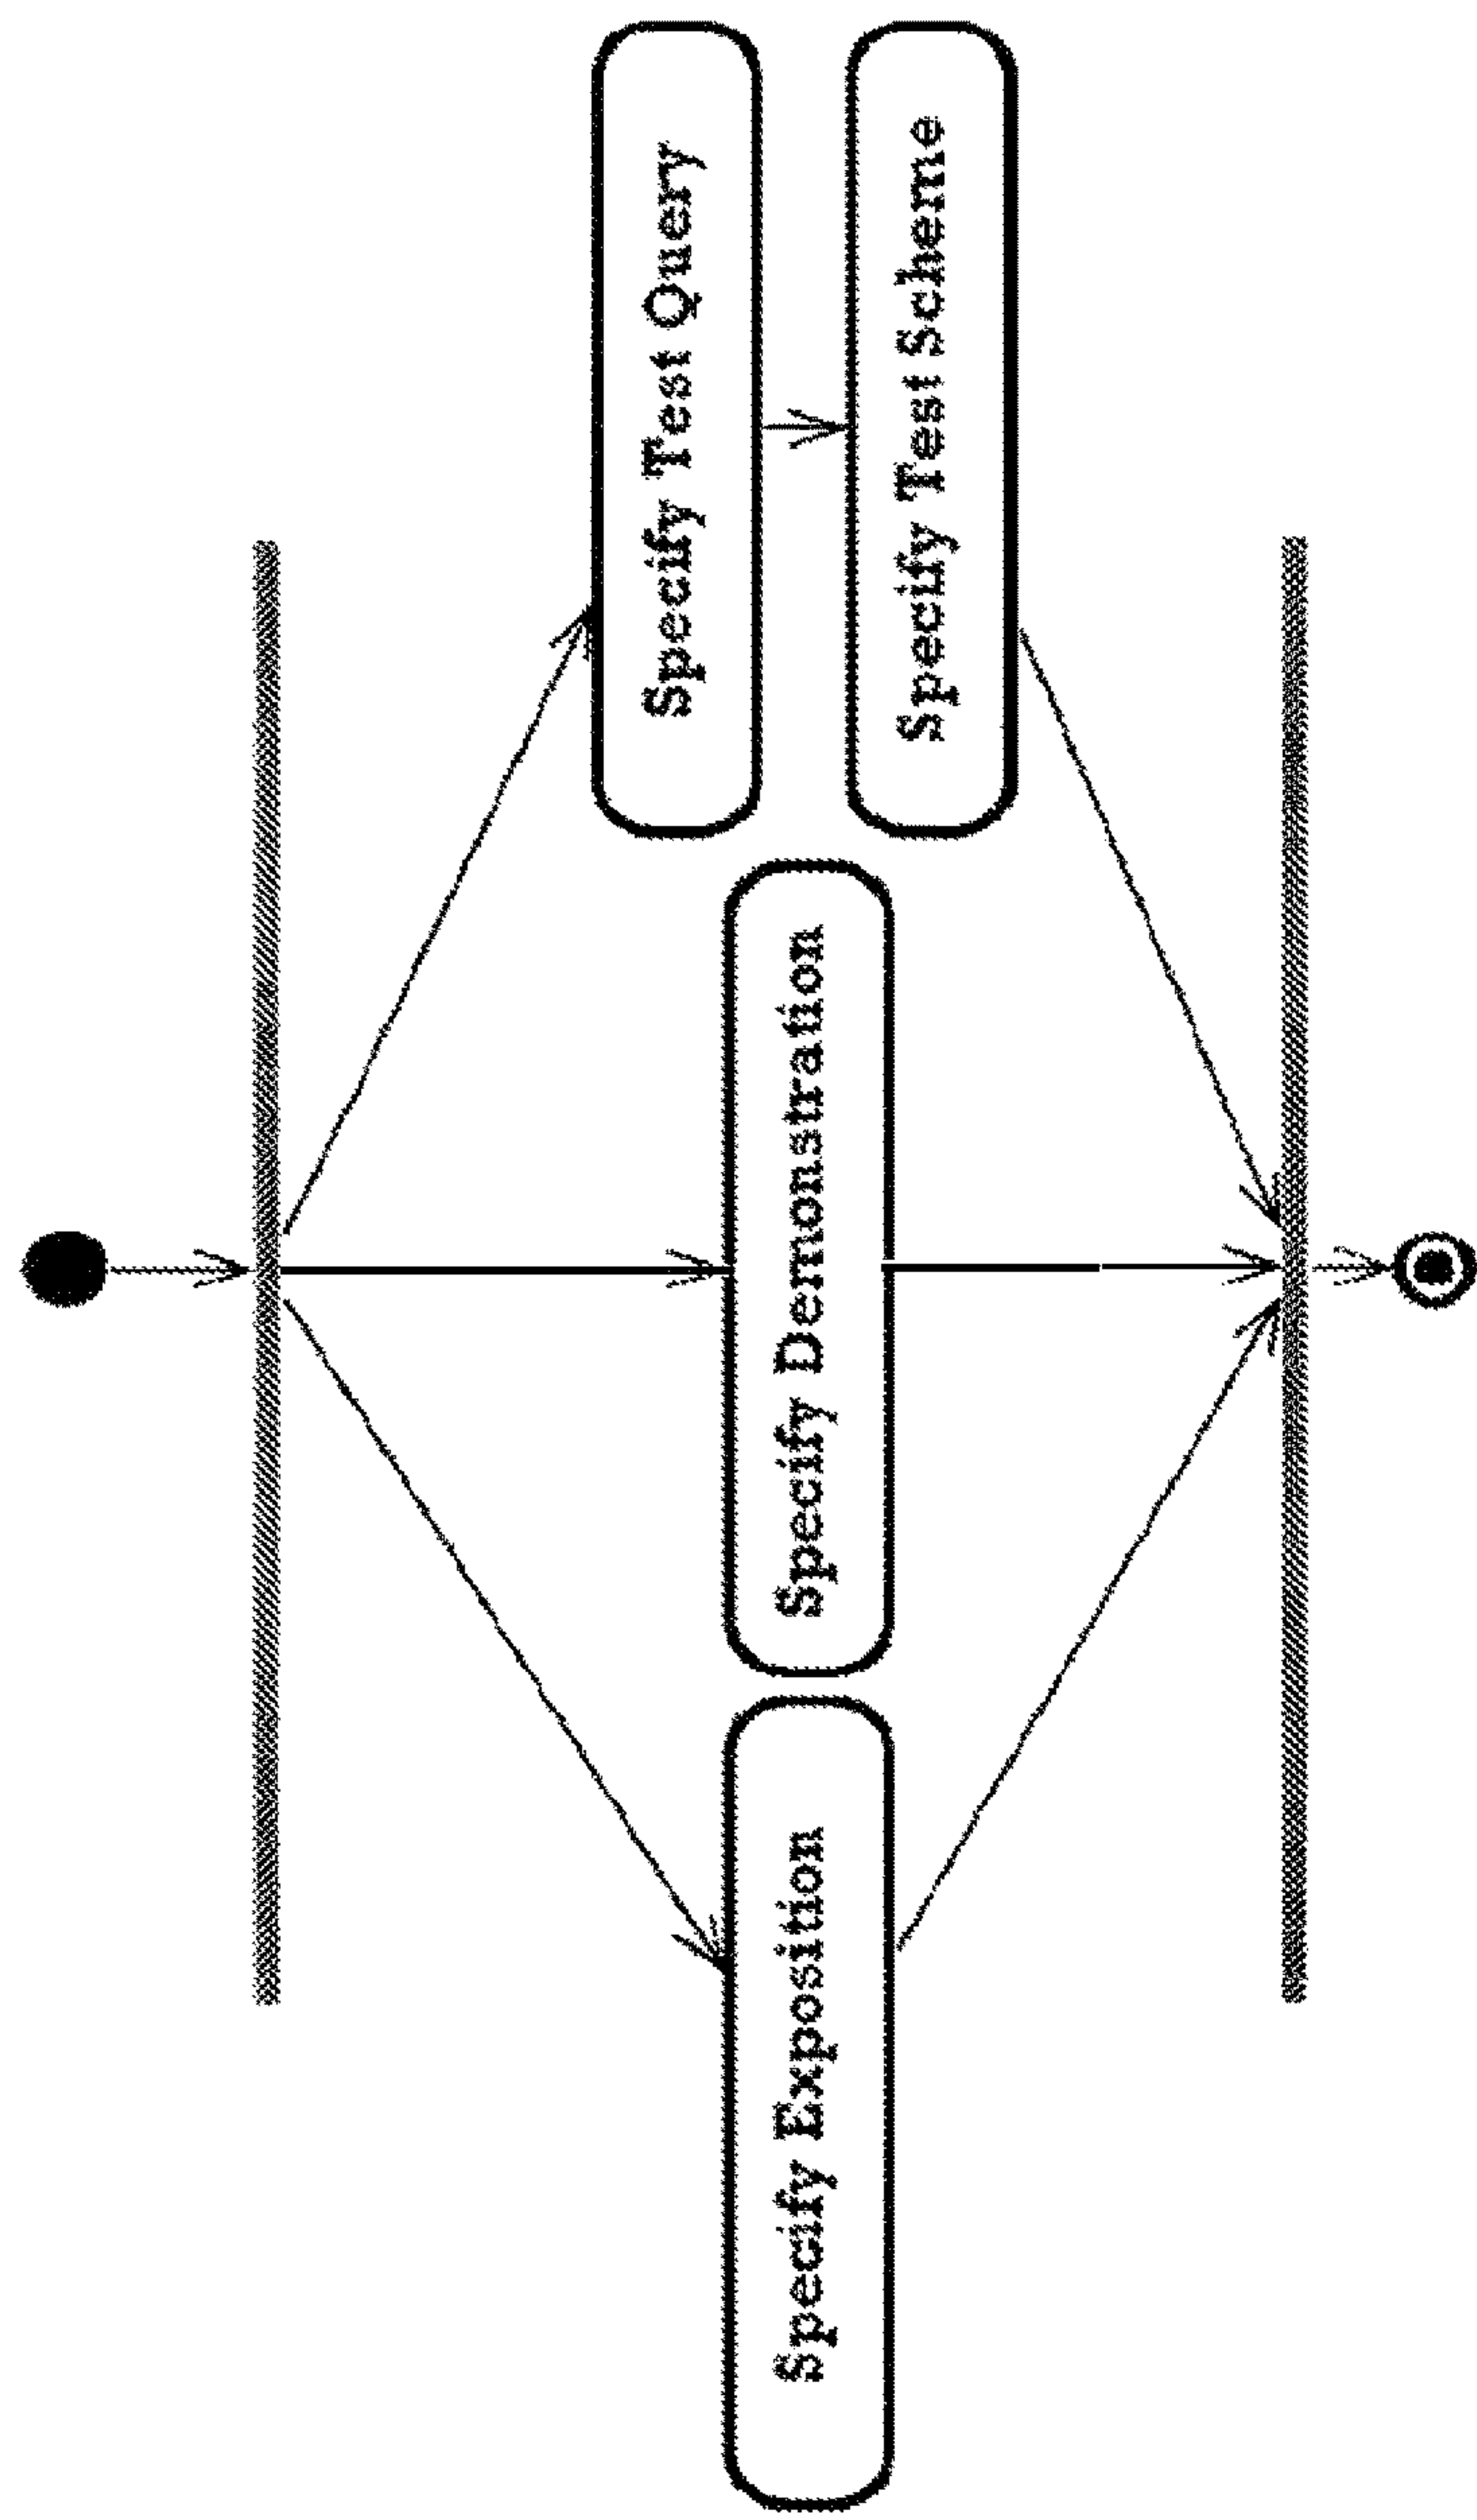 Specify Exposition
Specify Demonstration
Specify Test Query
Specify Test Scheme